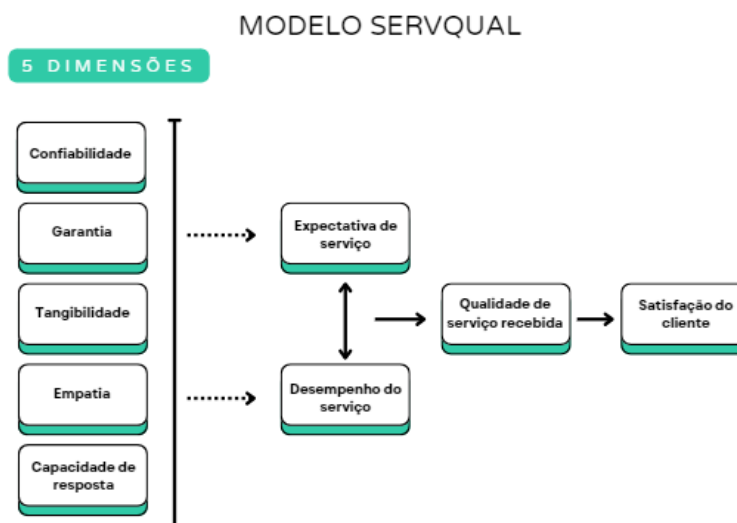 MODELO SERVQUAL
5 DIMENSÕES
Confiabilidade
Garantia
Tangibilidade
Empatia
Capacidade de
resposta
Expectativa de
serviço
Desempenho do
serviço
Qualidade de
serviço recebida
Satisfação do
cliente